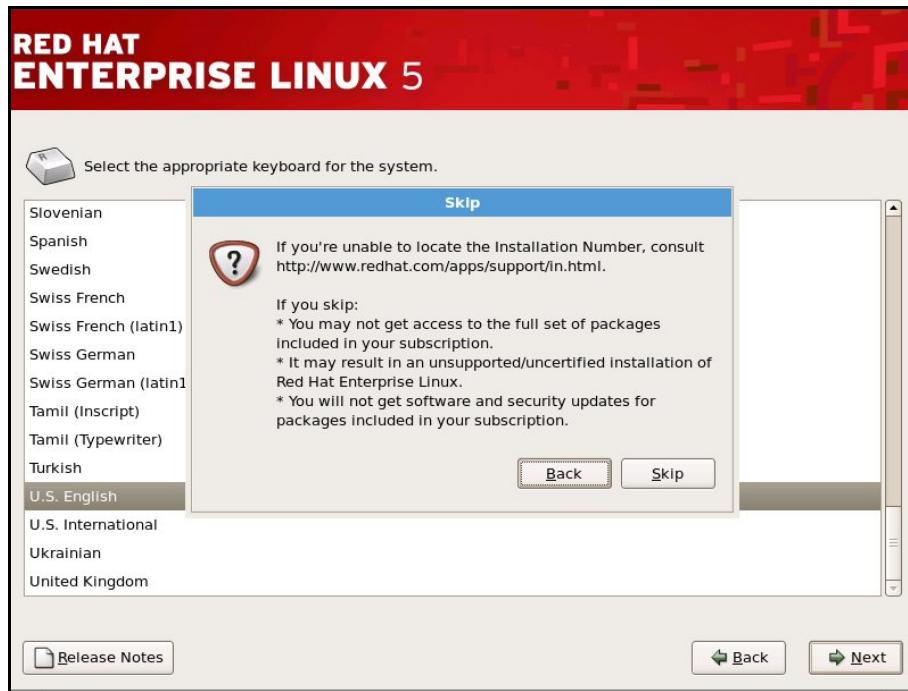 RED HAT
ENTERPRISE LINUX 5
Select the appropriate keyboard for the system.
Slovenian
Spanish
Swedish
Swiss French
Swiss French (latin1)
Swiss German
Swiss German (latin1
Tamil (Inscript)
Tamil (Typewriter)
Turkish
U.S. English
U.S. International
Ukrainian
United Kingdom
Skip
If you're unable to locate the Installation Number, consult
http://www.redhat.com/apps/support/in.html.
If you skip:
* You may not get access to the full set of packages
included in your subscription.
* It may result in an unsupported/uncertified installation of
Red Hat Enterprise Linux.
* You will not get software and security updates for
packages included in your subscription.
Back
Skip
Release Notes
Back
Next